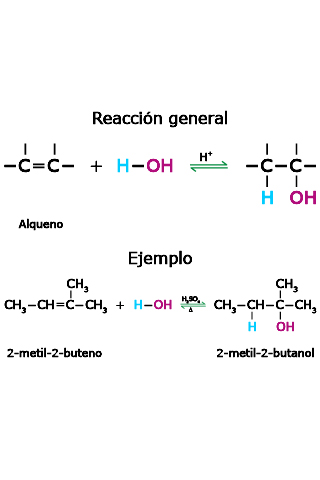 Reacción general
–C=C– + H–OH ⇌ –C–C–
H⁺
H OH
Alqueno
Ejemplo
CH₃ CH₃
CH₃–CH=C–CH₃ + H–OH ⇌ CH₃–CH–C–CH₃
H₂SO₄
Δ
H OH
2-metil-2-buteno 2-metil-2-butanol